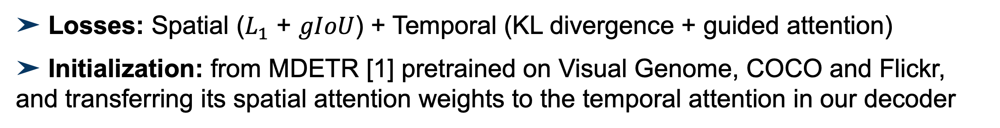 ➤ Losses: Spatial (L₁ + gIoU) + Temporal (KL divergence + guided attention)
➤ Initialization: from MDETR [1] pretrained on Visual Genome, COCO and Flickr,
and transferring its spatial attention weights to the temporal attention in our decoder